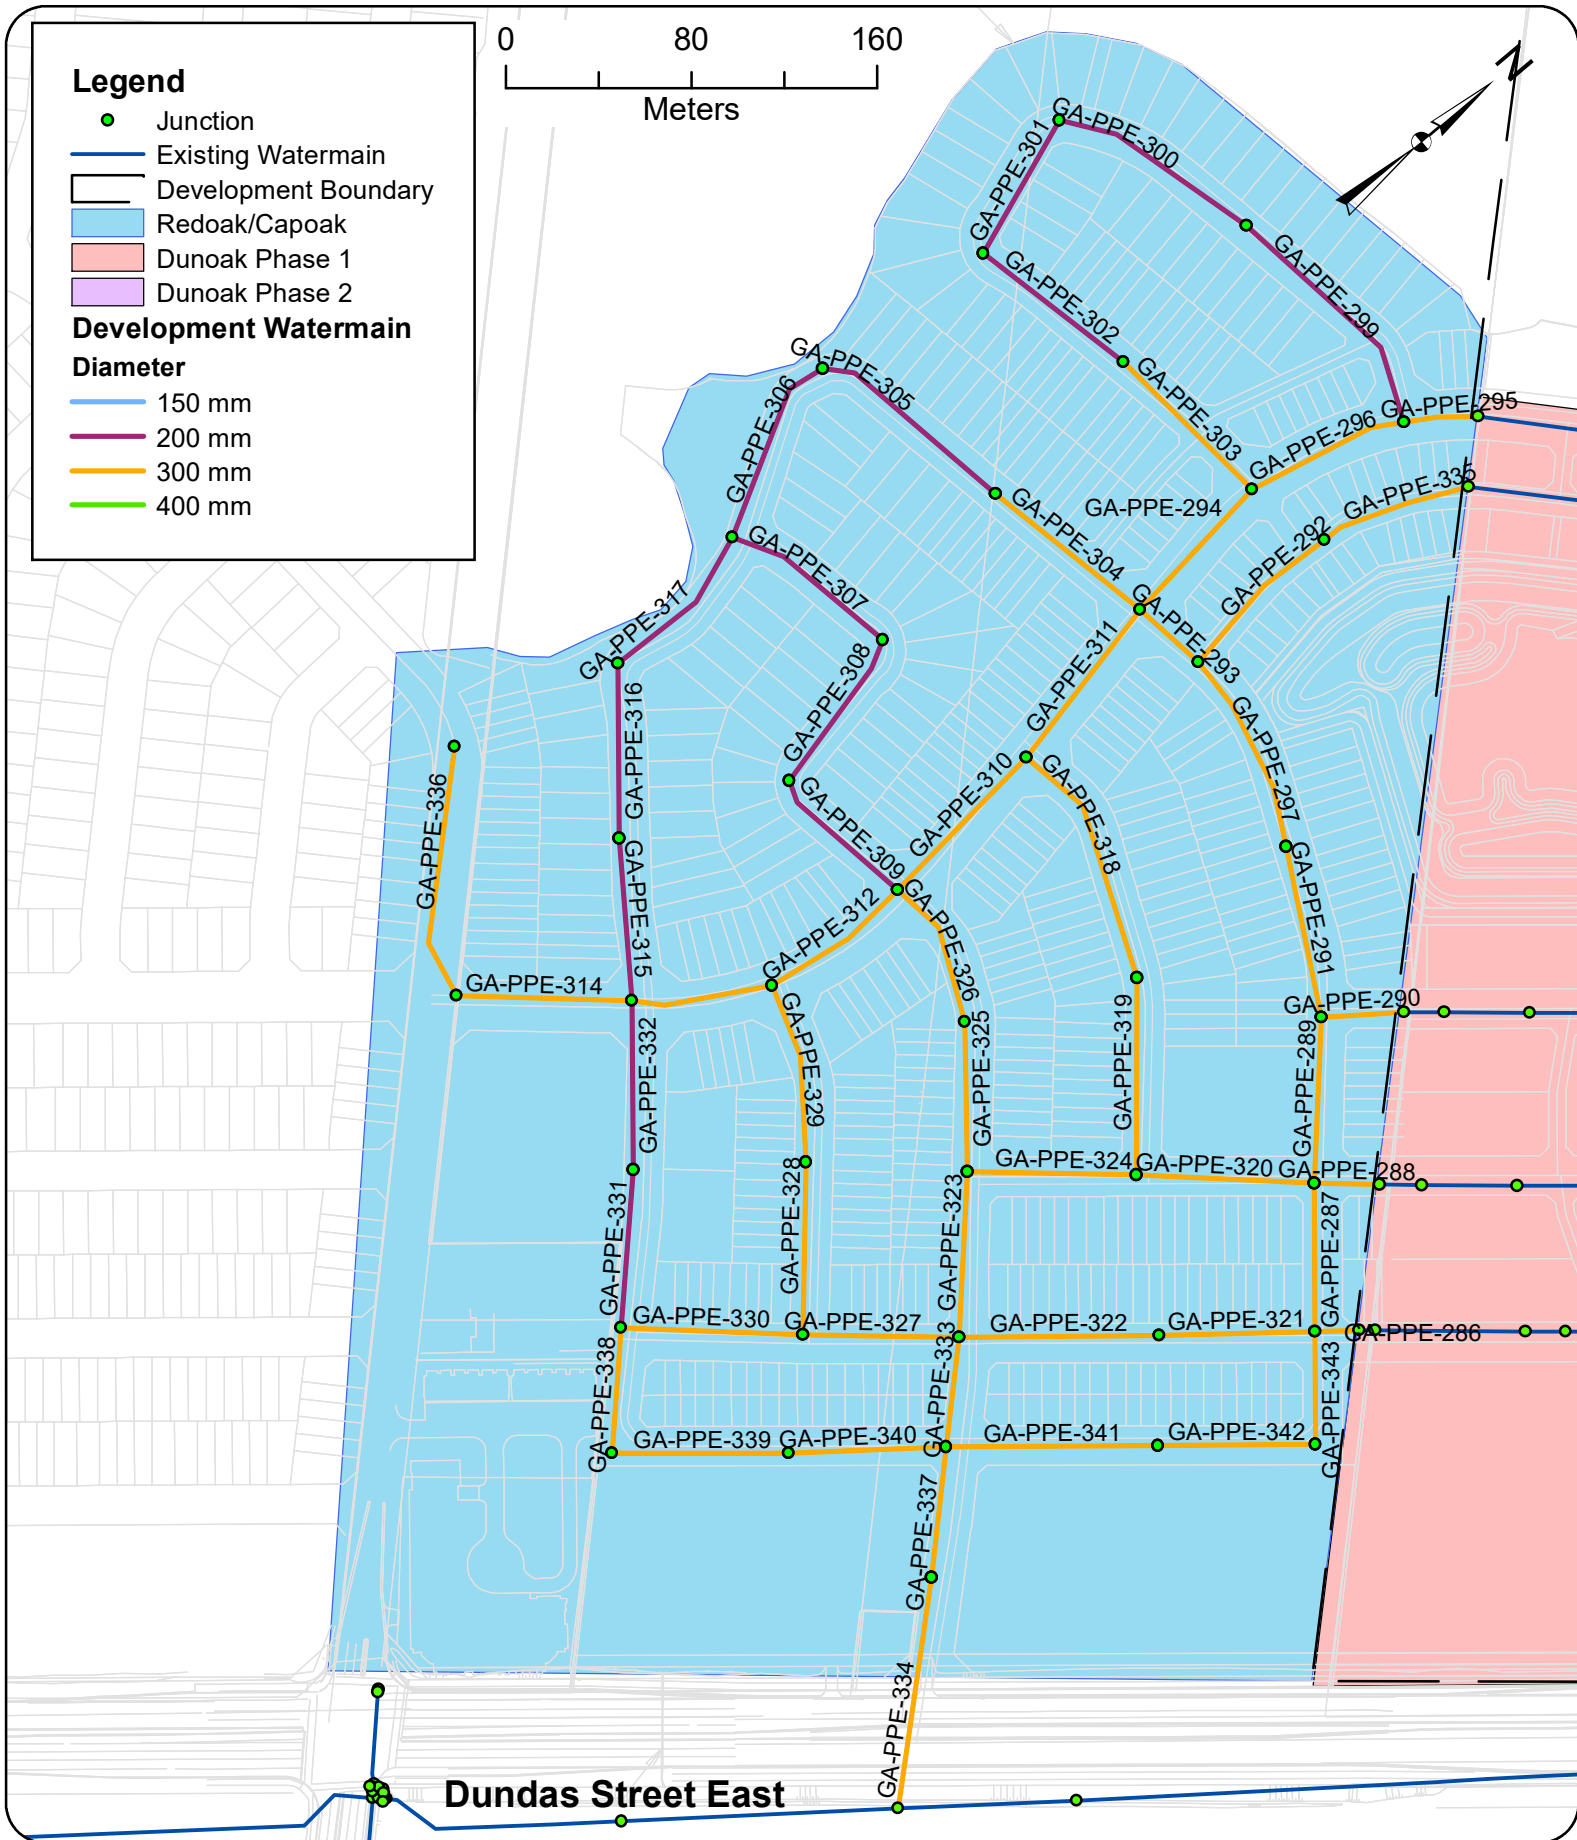 0 80 160
Meters
N
Legend
Junction
Existing Watermain
Development Boundary
Redoak/Capoak
Dunoak Phase 1
Dunoak Phase 2
Development Watermain
Diameter
150 mm
200 mm
300 mm
400 mm
GA-PPE-300
GA-PPE-301
GA-PPE-299
GA-PPE-302
GA-PPE-303
GA-PPE-296
GA-PPE-295
GA-PPE-305
GA-PPE-306
GA-PPE-294
GA-PPE-335
GA-PPE-304
GA-PPE-292
GA-PPE-307
GA-PPE-317
GA-PPE-293
GA-PPE-311
GA-PPE-308
GA-PPE-316
GA-PPE-297
GA-PPE-310
GA-PPE-318
GA-PPE-336
GA-PPE-309
GA-PPE-315
GA-PPE-312
GA-PPE-291
GA-PPE-326
GA-PPE-314
GA-PPE-290
GA-PPE-329
GA-PPE-332
GA-PPE-325
GA-PPE-319
GA-PPE-289
GA-PPE-324
GA-PPE-320
GA-PPE-288
GA-PPE-328
GA-PPE-331
GA-PPE-323
GA-PPE-287
GA-PPE-330
GA-PPE-327
GA-PPE-322
GA-PPE-321
GA-PPE-286
GA-PPE-338
GA-PPE-333
GA-PPE-343
GA-PPE-339
GA-PPE-340
GA-PPE-341
GA-PPE-342
GA-PPE-337
GA-PPE-334
Dundas Street East